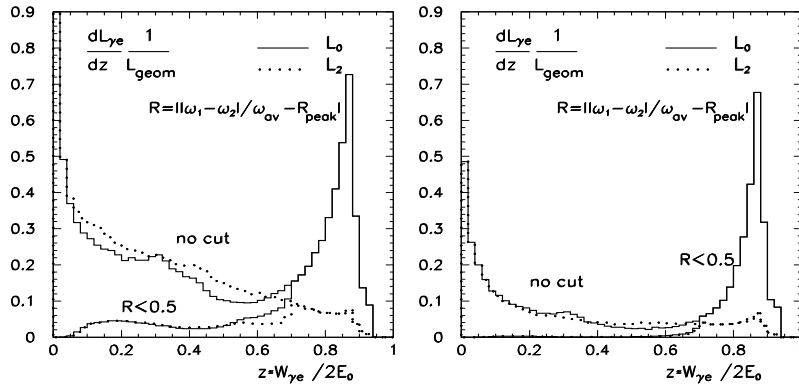 0.9
0.8
0.7
0.6
0.5
0.4
0.3
0.2
0.1
0
dLγe 1
dz Lgeom
L0
L2
R=||ω1−ω2|/ωav −Rpeak|
no cut
R<0.5
0 0.2 0.4 0.6 0.8 1
z=Wγe /2E0
0.9
0.8
0.7
0.6
0.5
0.4
0.3
0.2
0.1
0
dLγe 1
dz Lgeom
L0
L2
R=||ω1−ω2|/ωav −Rpeak|
R<0.5
no cut
0 0.2 0.4 0.6 0.8
z=Wγe /2E0